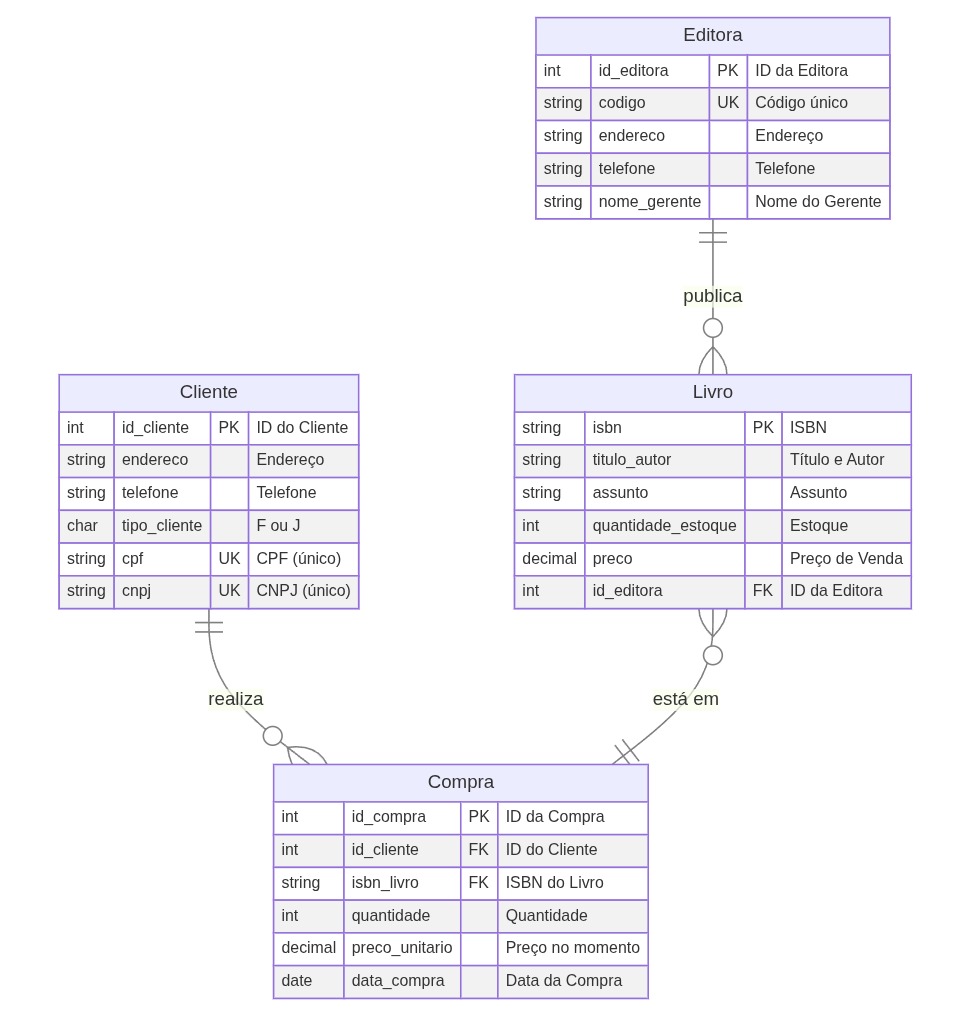 Editora
int id_editora PK ID da Editora
string codigo UK Código único
string endereco Endereço
string telefone Telefone
string nome_gerente Nome do Gerente
publica
Cliente
int id_cliente PK ID do Cliente
string endereco Endereço
string telefone Telefone
char tipo_cliente F ou J
string cpf UK CPF (único)
string cnpj UK CNPJ (único)
Livro
string isbn PK ISBN
string titulo_autor Título e Autor
string assunto Assunto
int quantidade_estoque Estoque
decimal preco Preço de Venda
int id_editora FK ID da Editora
realiza
está em
Compra
int id_compra PK ID da Compra
int id_cliente FK ID do Cliente
string isbn_livro FK ISBN do Livro
int quantidade Quantidade
decimal preco_unitario Preço no momento
date data_compra Data da Compra